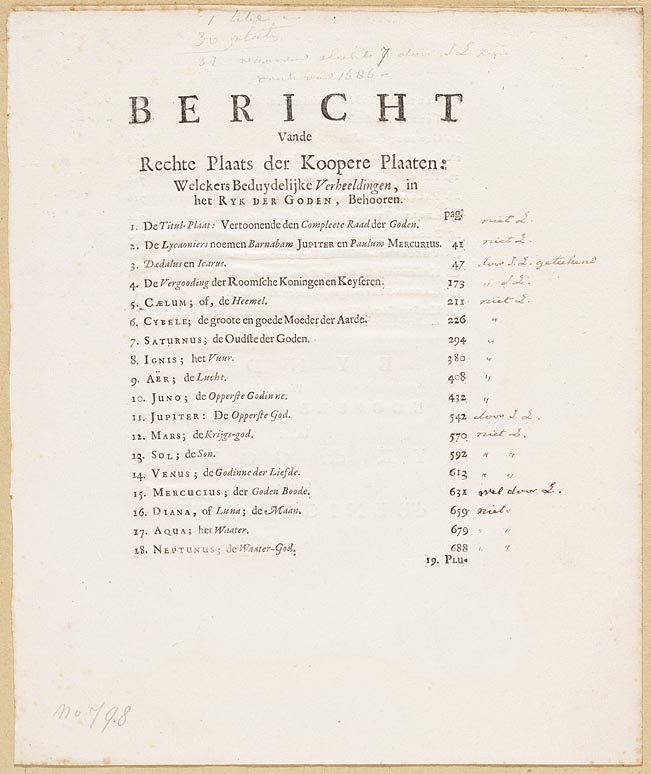 1 titel
30 plaats
31 waarvan slechts 7 door J L
1686
BERICHT
Vande
Rechte Plaats der Koopere Plaaten:
Welckers Beduydelijke Verbeeldingen, in
het RYK DER GODEN, Behooren.
pag:
1. De Titul-Plaat: Vertoonende den Compleete Raad der Goden. niet L.
2. De Lycaoniers noemen Barnabam JUPITER en Paulum MERCURIUS. 41 niet L.
3. Dædalus en Icarus. 47 door J. L. geteekend
4. De Vergooding der Roomsche Koningen en Keyseren. 173 " J L.
5. CÆLUM; of, de Heemel. 211 niet L.
6. CYBELE; de groote en goede Moeder der Aarde. 226 "
7. SATURNUS; de Oudste der Goden. 294 "
8. IGNIS; het Vuur. 380 "
9. AËR; de Lucht. 408 "
10. JUNO; de Opperste Godinne. 432 "
11. JUPITER: De Opperste God. 542 door J. L.
12. MARS; de Krijgs-god. 570 niet L.
13. SOL; de Son. 592 " "
14. VENUS; de Godinne der Liefde. 613 " "
15. MERCUCIUS; der Goden Boode. 631 wel door L.
16. DIANA, of Luna; de Maan. 659 niet "
17. AQUA; het Waater. 679 " "
18. NEPTUNUS; de Waater-God. 688 " "
19. PLU-
No 798